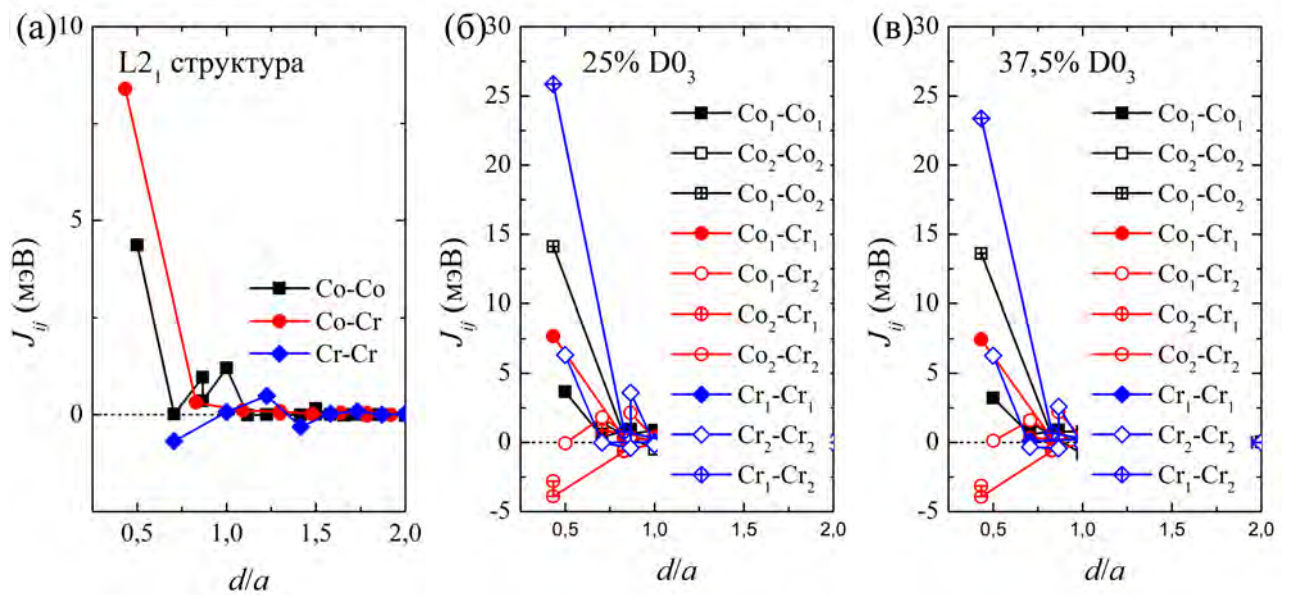 (а)
L2₁ структура
10
5
0
J_ij (мэВ)
Co-Co
Co-Cr
Cr-Cr
0,5 1,0 1,5 2,0
d/a
(б)
25% D0₃
30
25
20
15
10
5
0
-5
J_ij (мэВ)
Co₁-Co₁
Co₂-Co₂
Co₁-Co₂
Co₁-Cr₁
Co₁-Cr₂
Co₂-Cr₁
Co₂-Cr₂
Cr₁-Cr₁
Cr₂-Cr₂
Cr₁-Cr₂
0,5 1,0 1,5 2,0
d/a
(в)
37,5% D0₃
30
25
20
15
10
5
0
-5
J_ij (мэВ)
Co₁-Co₁
Co₂-Co₂
Co₁-Co₂
Co₁-Cr₁
Co₁-Cr₂
Co₂-Cr₁
Co₂-Cr₂
Cr₁-Cr₁
Cr₂-Cr₂
Cr₁-Cr₂
0,5 1,0 1,5 2,0
d/a